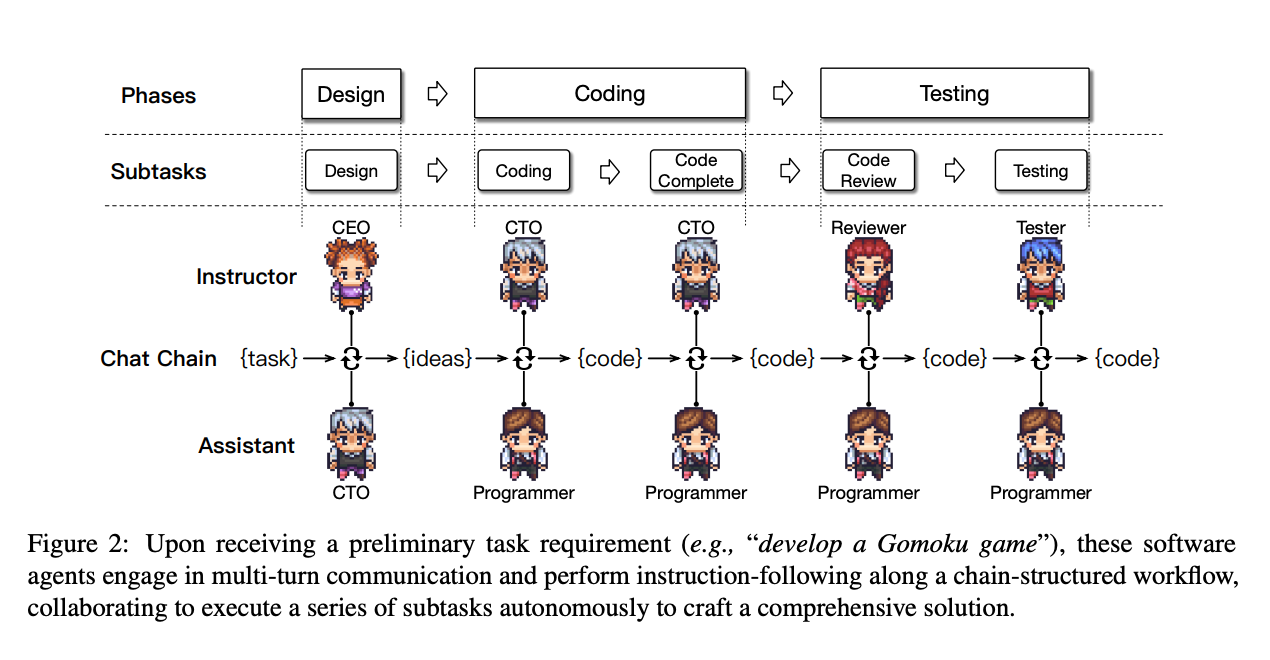 Phases
Design
Coding
Testing
Subtasks
Design
Coding
Code
Complete
Code
Review
Testing
CEO
CTO
CTO
Reviewer
Tester
Instructor
Chat Chain {task} {ideas} {code} {code} {code} {code}
Assistant
CTO
Programmer
Programmer
Programmer
Programmer
Figure 2: Upon receiving a preliminary task requirement (e.g., “develop a Gomoku game”), these software
agents engage in multi-turn communication and perform instruction-following along a chain-structured workflow,
collaborating to execute a series of subtasks autonomously to craft a comprehensive solution.